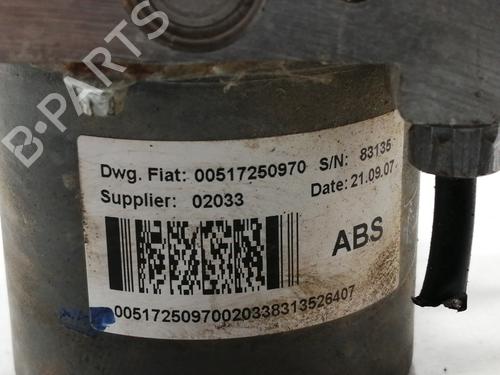 B-PARTS
Dwg. Fiat: 00517250970 S/N: 83135
Supplier: 02033 Date: 21.09.07
ABS
00517250970020338313526407